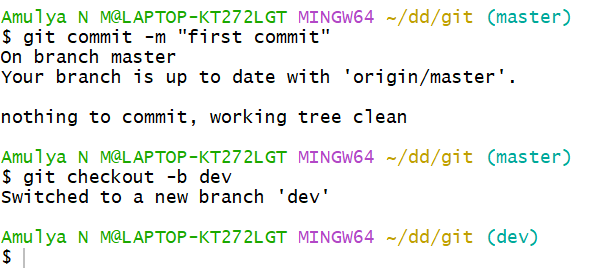 Amulya N M@LAPTOP-KT272LGT MINGW64 ~/dd/git (master)
$ git commit -m "first commit"
On branch master
Your branch is up to date with 'origin/master'.
nothing to commit, working tree clean
Amulya N M@LAPTOP-KT272LGT MINGW64 ~/dd/git (master)
$ git checkout -b dev
Switched to a new branch 'dev'
Amulya N M@LAPTOP-KT272LGT MINGW64 ~/dd/git (dev)
$